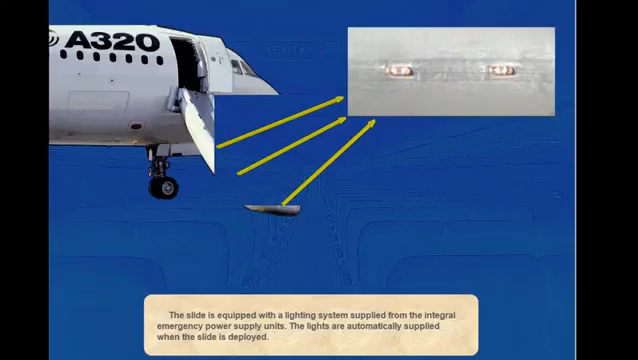 A320
EXIT
The slide is equipped with a lighting system supplied from the integral
emergency power supply units. The lights are automatically supplied
when the slide is deployed.